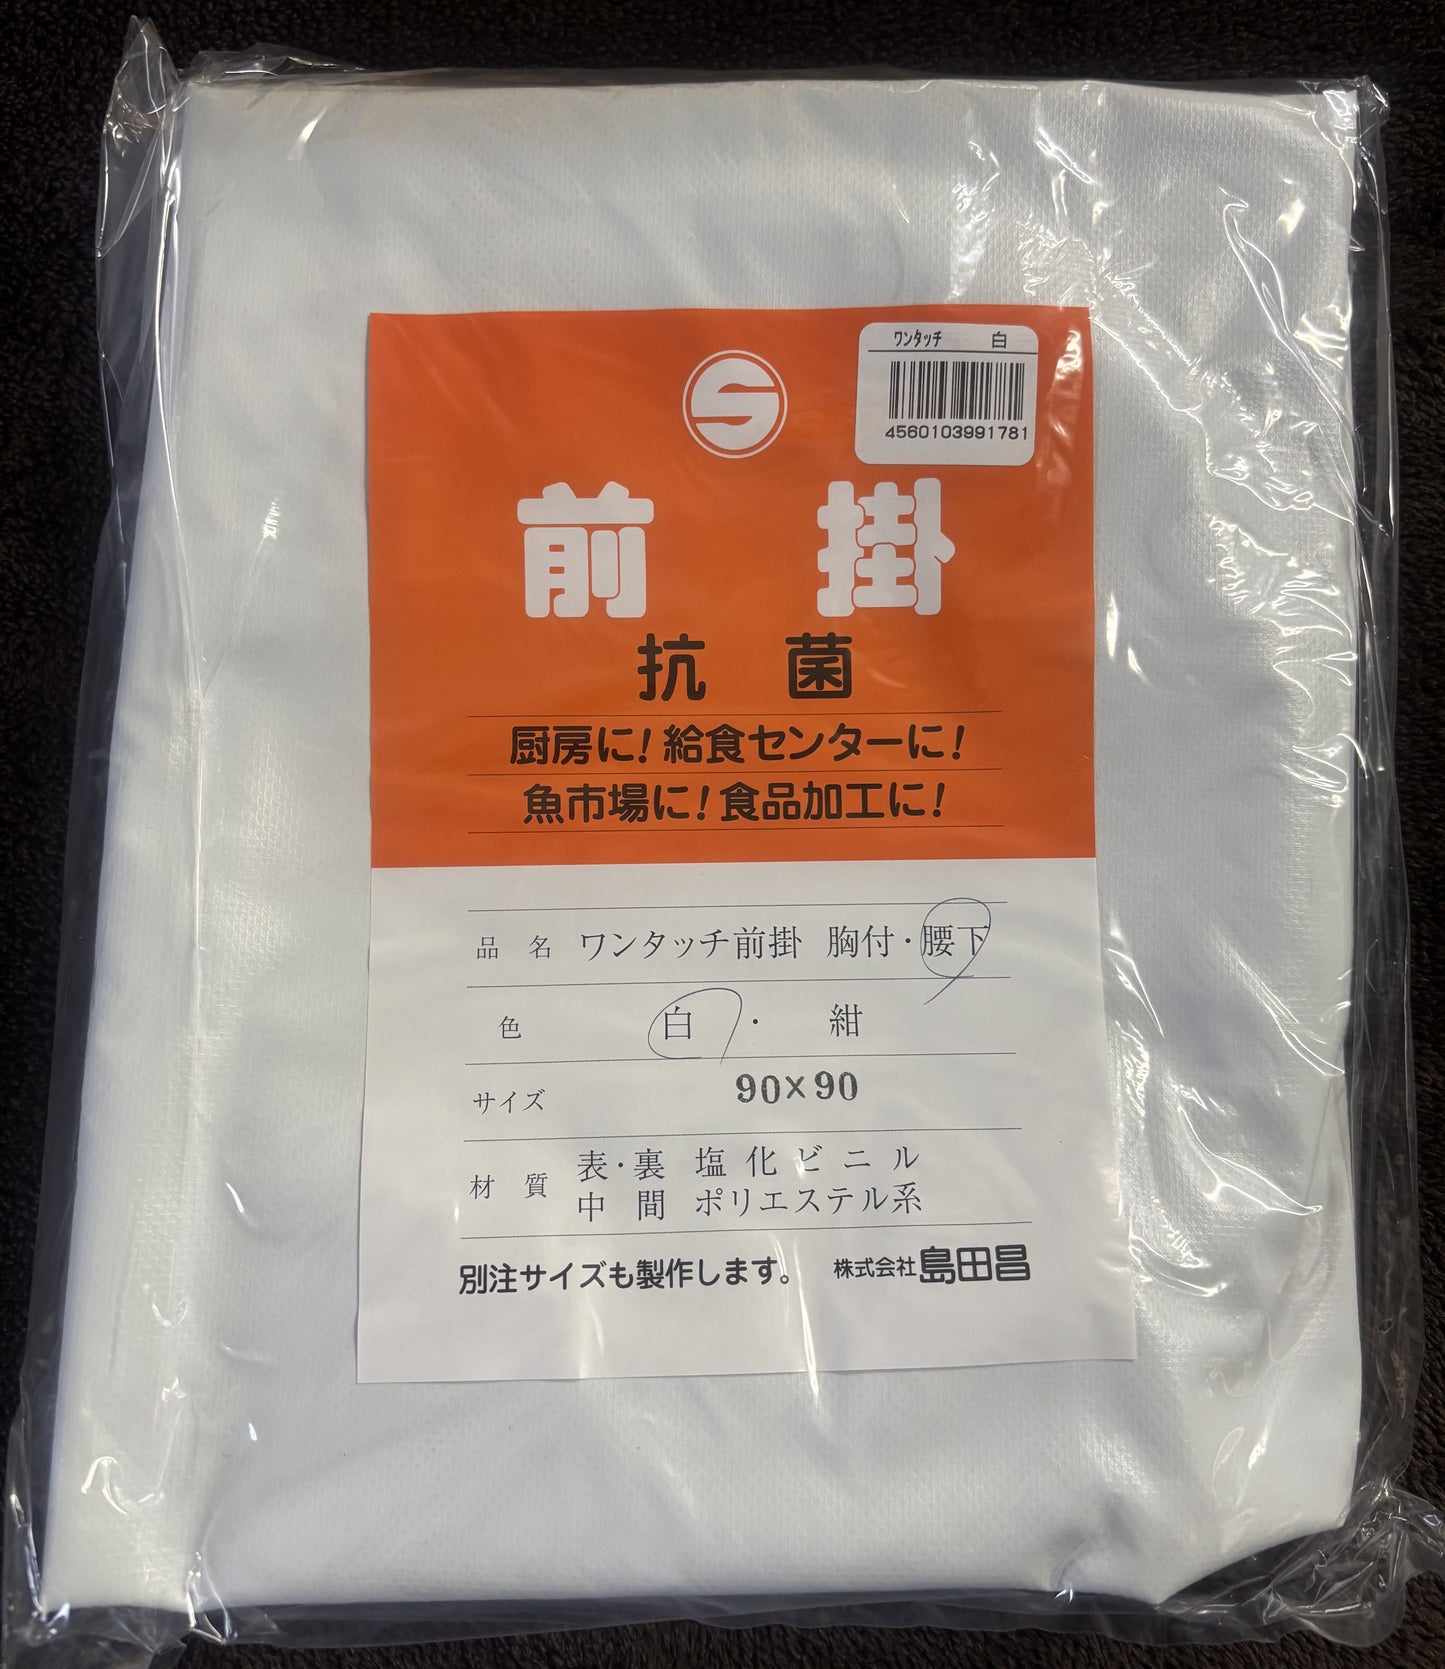 ワンタッチ 白
4560103991781
S
前掛
抗菌
厨房に!給食センターに!
魚市場に!食品加工に!
品名 ワンタッチ前掛 胸付・腰下
色 白・紺
サイズ 90×90
材質 表・裏 塩化ビニル
中間 ポリエステル系
別注サイズも製作します。 株式会社島田昌